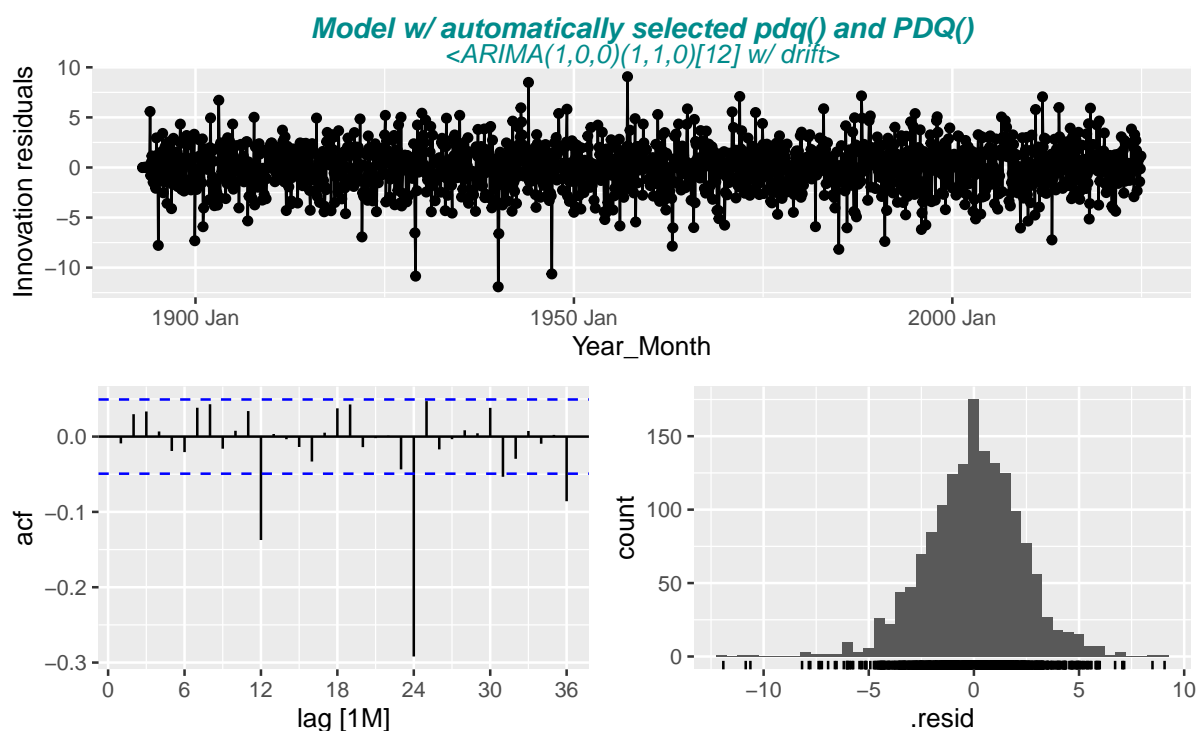 Model w/ automatically selected pdq() and PDQ()
<ARIMA(1,0,0)(1,1,0)[12] w/ drift>
10
5
0
−5
−10
Innovation residuals
1900 Jan
1950 Jan
2000 Jan
Year_Month
0.0
−0.1
−0.2
−0.3
acf
0
6
12
18
24
30
36
lag [1M]
150
100
50
0
count
−10
−5
0
5
10
.resid